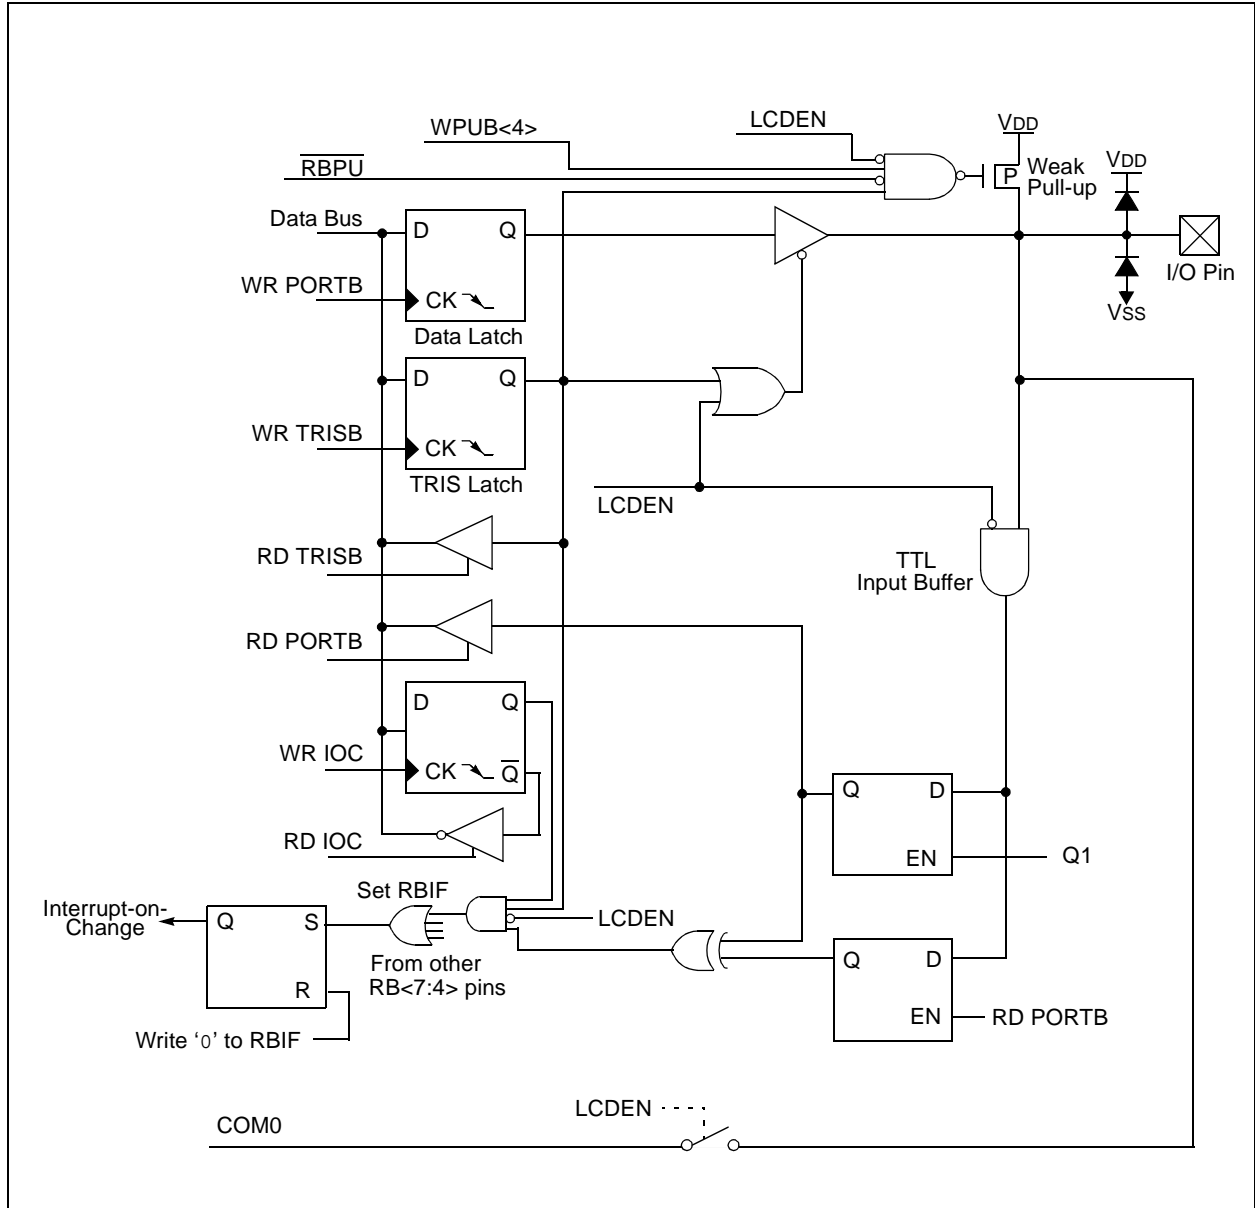 LCDEN
WPUB<4>
VDD
RBPU
Weak
Pull-up
P
VDD
Data Bus
D Q
WR PORTB
CK
Data Latch
I/O Pin
VSS
D Q
WR TRISB
CK
TRIS Latch
LCDEN
RD TRISB
TTL
Input Buffer
RD PORTB
D Q
WR IOC
CK Q
RD IOC
Q D
EN Q1
Set RBIF
Interrupt-on-
Change
Q S
R
LCDEN
From other
RB<7:4> pins
Q D
EN RD PORTB
Write ‘0’ to RBIF
LCDEN
COM0